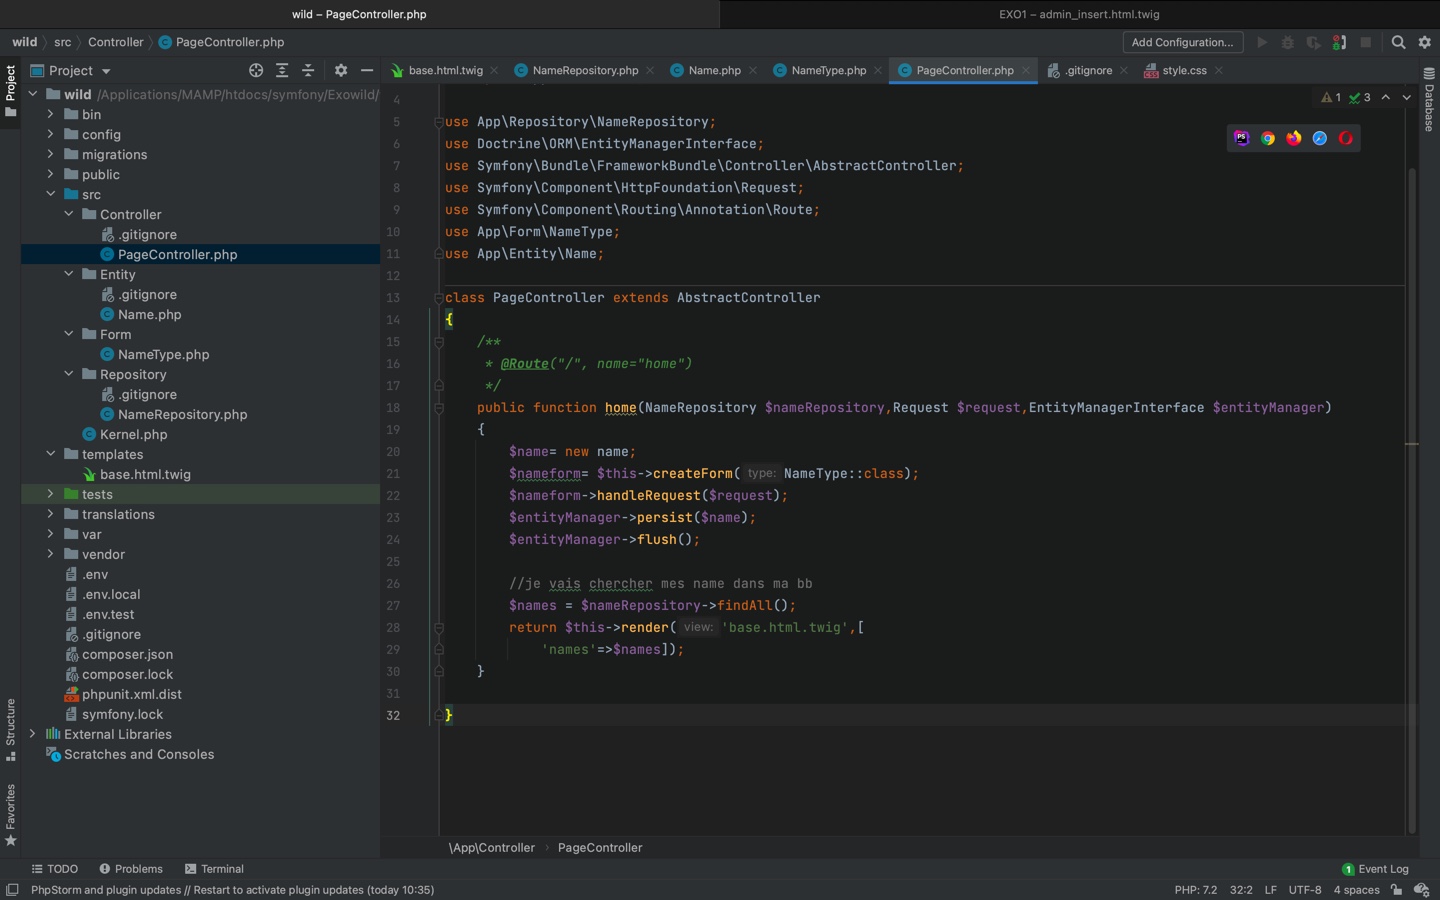 wild – PageController.php
EXO1 – admin_insert.html.twig
wild src Controller PageController.php
Add Configuration...
Project
Project
base.html.twig
NameRepository.php
Name.php
NameType.php
PageController.php
.gitignore
style.css
Database
wild /Applications/MAMP/htdocs/symfony/Exowild/
bin
config
migrations
public
src
Controller
.gitignore
PageController.php
Entity
.gitignore
Name.php
Form
NameType.php
Repository
.gitignore
NameRepository.php
Kernel.php
templates
base.html.twig
tests
translations
var
vendor
.env
.env.local
.env.test
.gitignore
composer.json
composer.lock
phpunit.xml.dist
symfony.lock
External Libraries
Scratches and Consoles
Structure
Favorites
1 3
4
5 use App\Repository\NameRepository;
6 use Doctrine\ORM\EntityManagerInterface;
7 use Symfony\Bundle\FrameworkBundle\Controller\AbstractController;
8 use Symfony\Component\HttpFoundation\Request;
9 use Symfony\Component\Routing\Annotation\Route;
10 use App\Form\NameType;
11 use App\Entity\Name;
12
13 class PageController extends AbstractController
14 {
15 /**
16 * @Route("/", name="home")
17 */
18 public function home(NameRepository $nameRepository,Request $request,EntityManagerInterface $entityManager)
19 {
20 $name= new name;
21 $nameform= $this->createForm( type: NameType::class);
22 $nameform->handleRequest($request);
23 $entityManager->persist($name);
24 $entityManager->flush();
25
26 //je vais chercher mes name dans ma bb
27 $names = $nameRepository->findAll();
28 return $this->render( view: 'base.html.twig',[
29 'names'=>$names]);
30 }
31
32 }
\App\Controller PageController
TODO Problems Terminal
1 Event Log
PhpStorm and plugin updates // Restart to activate plugin updates (today 10:35)
PHP: 7.2 32:2 LF UTF-8 4 spaces